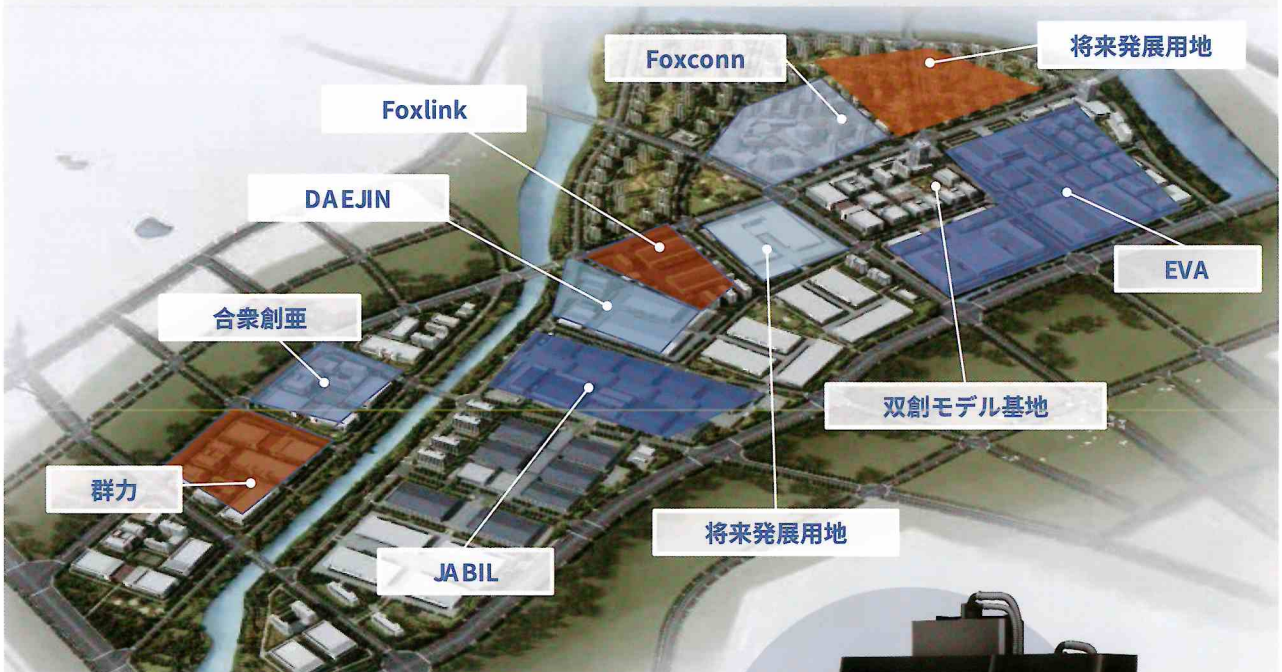 将来発展用地
Foxconn
Foxlink
DAEJIN
EVA
合衆創亜
双創モデル基地
群力
将来発展用地
JABIL